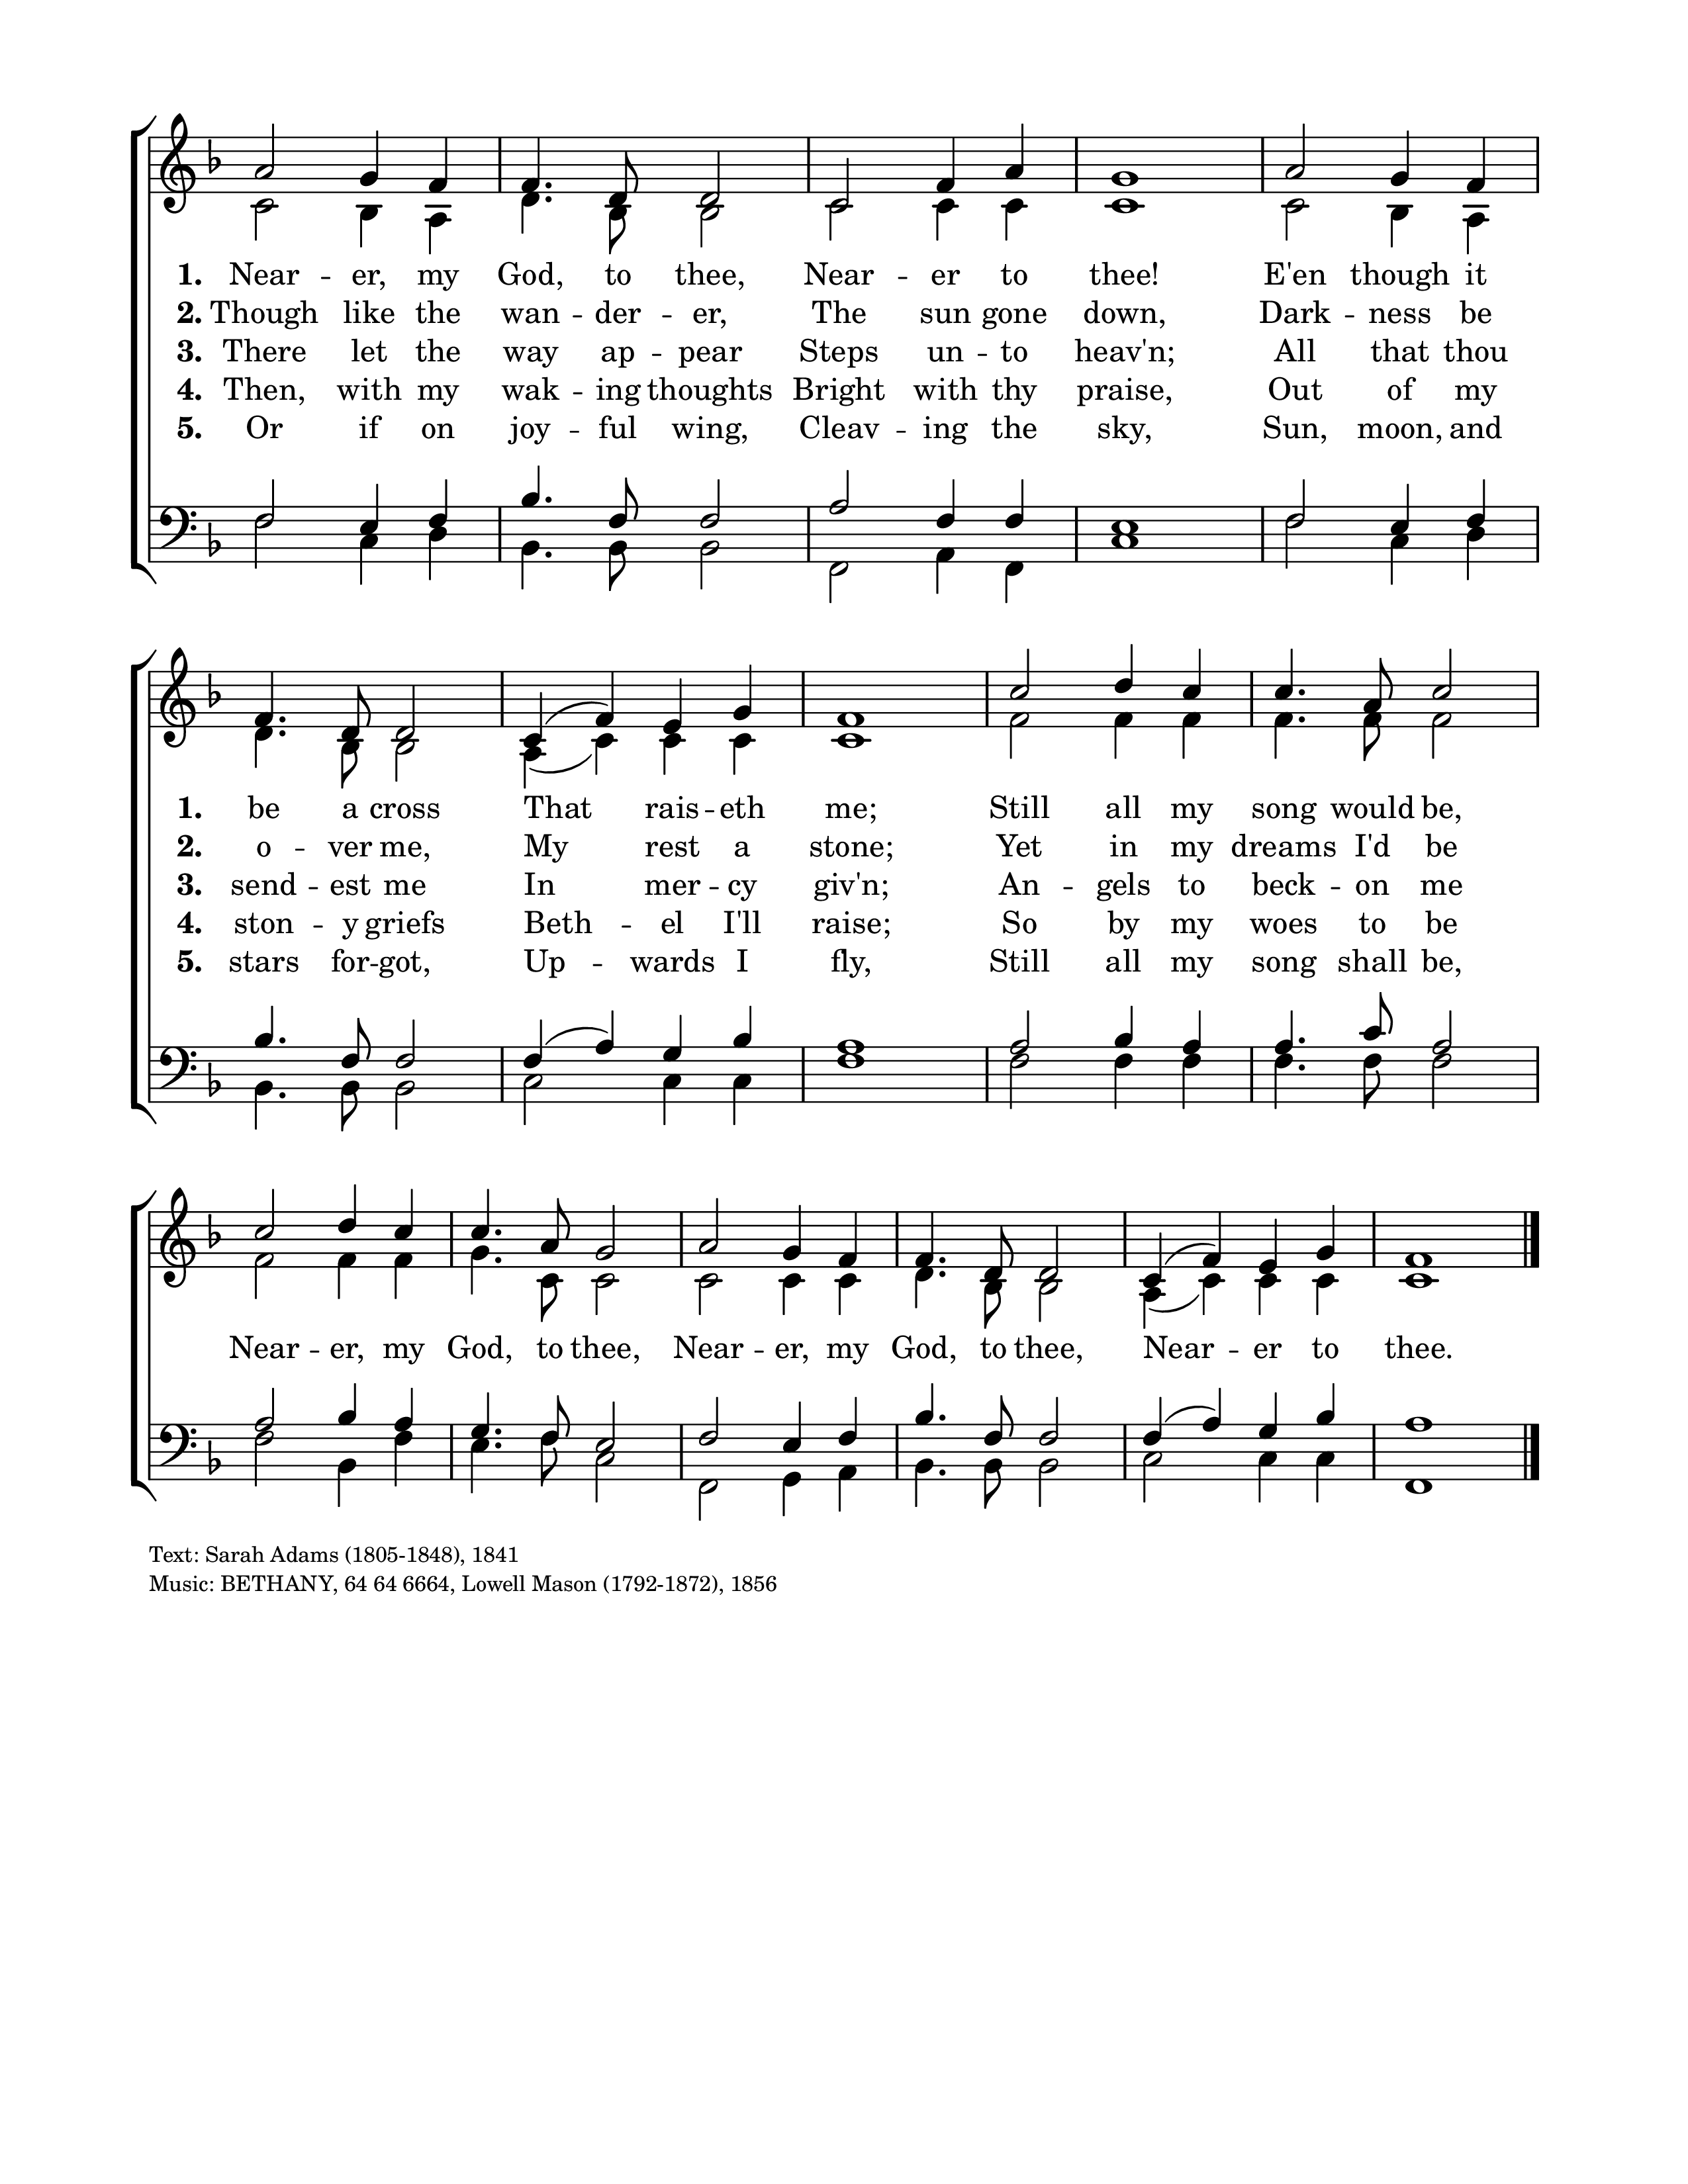 1. Near -- er, my God, to thee, Near -- er to thee! E'en though it
2. Though like the wan -- der -- er, The sun gone down, Dark -- ness be
3. There let the way ap -- pear Steps un -- to heav'n; All that thou
4. Then, with my wak -- ing thoughts Bright with thy praise, Out of my
5. Or if on joy -- ful wing, Cleav -- ing the sky, Sun, moon, and
1. be a cross That rais -- eth me; Still all my song would be,
2. o -- ver me, My rest a stone; Yet in my dreams I'd be
3. send -- est me In mer -- cy giv'n; An -- gels to beck -- on me
4. ston -- y griefs Beth -- el I'll raise; So by my woes to be
5. stars for -- got, Up -- wards I fly, Still all my song shall be,
Near -- er, my God, to thee, Near -- er, my God, to thee, Near -- er to thee.
Text: Sarah Adams (1805-1848), 1841
Music: BETHANY, 64 64 6664, Lowell Mason (1792-1872), 1856